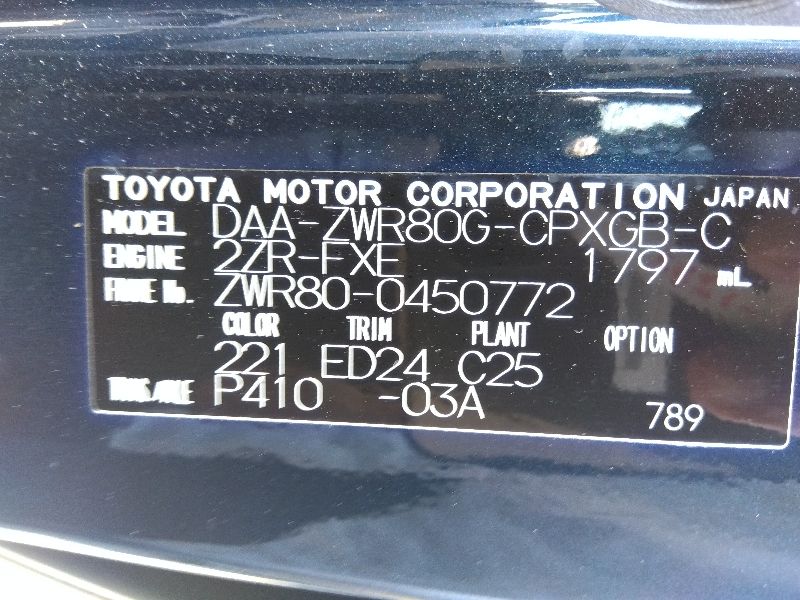 TOYOTA MOTOR CORPORATION JAPAN
MODEL DAA-ZWR80G-CPXGB-C
ENGINE 2ZR-FXE 1797 mL
FRAME No. ZWR80-0450772
COLOR TRIM PLANT OPTION
221 ED24 C25
TRANS/AXLE P410 -03A 789